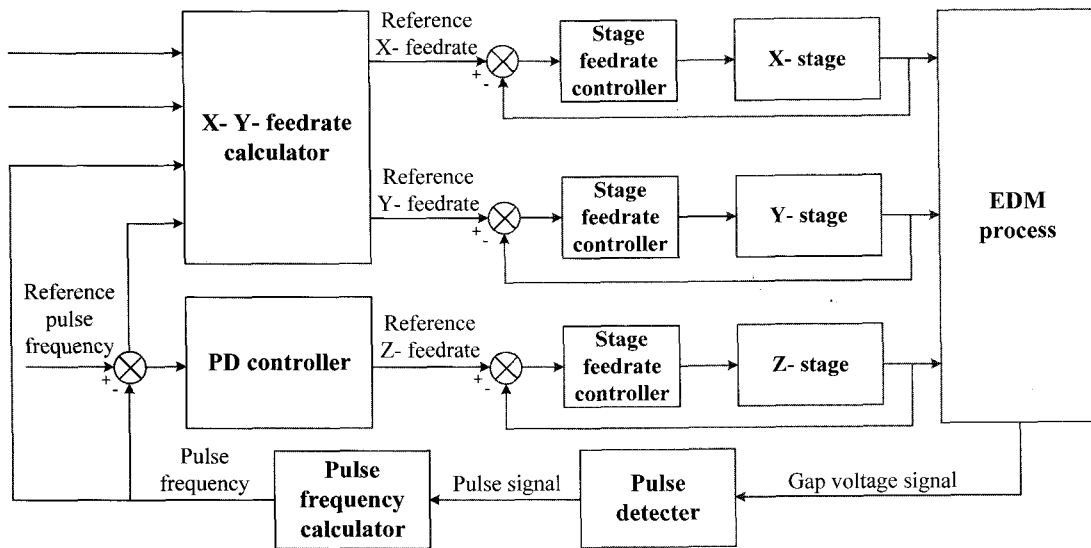 Reference
X- feedrate
+
-
Stage
feedrate
controller
X- stage
X- Y- feedrate
calculator
Reference
Y- feedrate
+
-
Stage
feedrate
controller
Y- stage
EDM
process
Reference
pulse
frequency
+
-
PD controller
Reference
Z- feedrate
+
-
Stage
feedrate
controller
Z- stage
Pulse
frequency
Pulse
frequency
calculator
Pulse signal
Pulse
detecter
Gap voltage signal